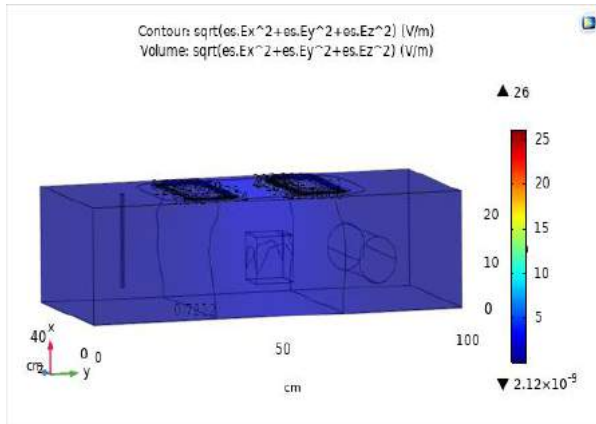 Contour: sqrt(es.Ex^2+es.Ey^2+es.Ez^2) (V/m)
Volume: sqrt(es.Ex^2+es.Ey^2+es.Ez^2) (V/m)
▲ 26
25
20
15
10
5
▼ 2.12×10⁻⁹
20
10
0
100
50
0
0
40
x
y
cm
cm